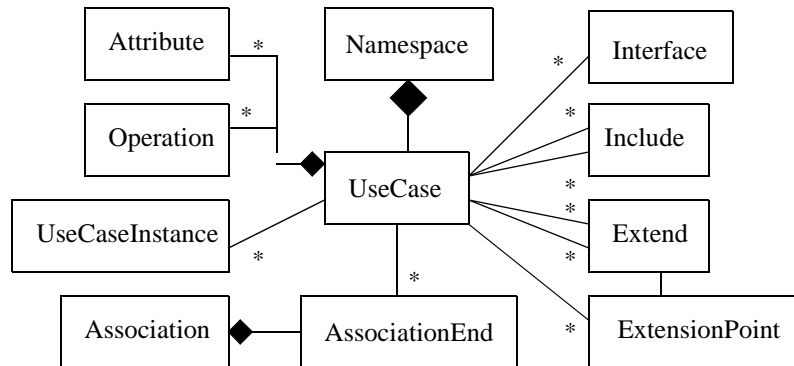 Attribute
*
Namespace
Interface
*
Operation
*
Include
*
*
UseCase
UseCaseInstance
*
Extend
*
*
Association
AssociationEnd
*
ExtensionPoint
*